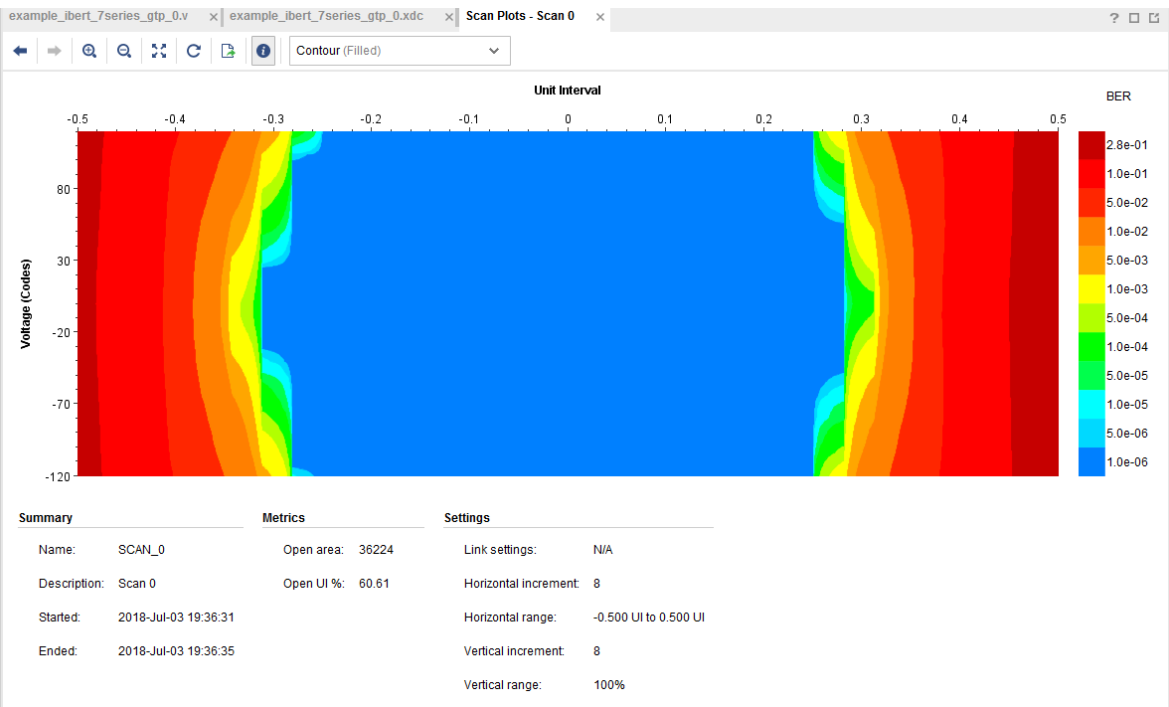 example_ibert_7series_gtp_0.v × example_ibert_7series_gtp_0.xdc × Scan Plots - Scan 0 × ?
Contour (Filled)
Unit Interval
BER
-0.5 -0.4 -0.3 -0.2 -0.1 0 0.1 0.2 0.3 0.4 0.5
2.8e-01
1.0e-01
80
5.0e-02
1.0e-02
30
5.0e-03
1.0e-03
Voltage (Codes)
5.0e-04
-20
1.0e-04
5.0e-05
-70
1.0e-05
5.0e-06
1.0e-06
-120
Summary Metrics Settings
Name: SCAN_0 Open area: 36224 Link settings: N/A
Description: Scan 0 Open UI %: 60.61 Horizontal increment: 8
Started: 2018-Jul-03 19:36:31 Horizontal range: -0.500 UI to 0.500 UI
Ended: 2018-Jul-03 19:36:35 Vertical increment: 8
Vertical range: 100%